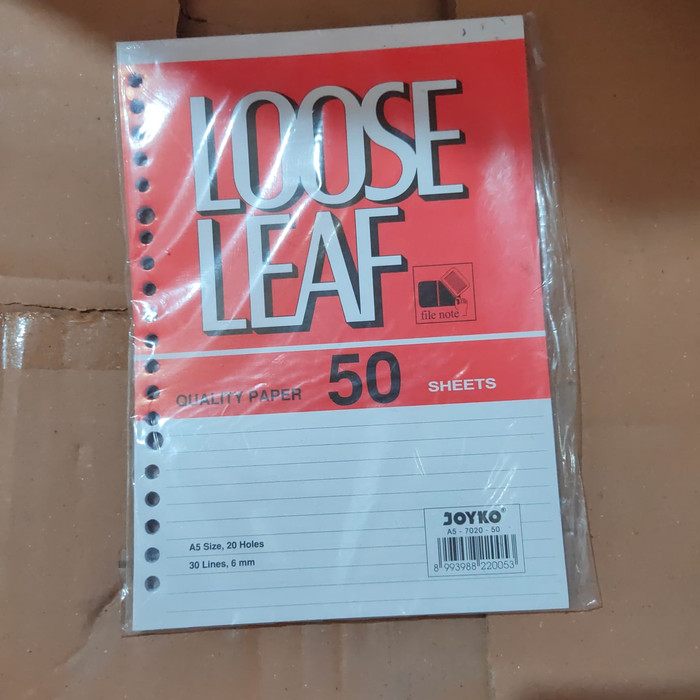 LOOSE
LEAF
file note
QUALITY PAPER 50 SHEETS
JOYKO®
A5 - 7020 - 50
A5 Size, 20 Holes
30 Lines, 6 mm
8 993988 220053